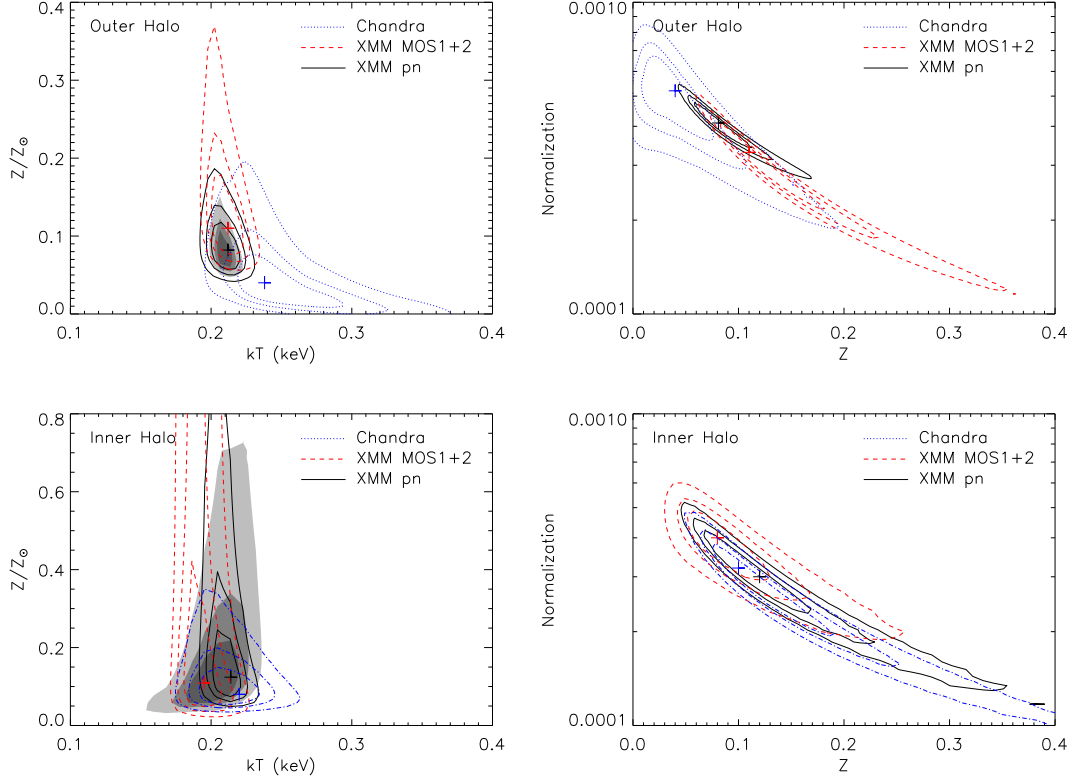 Outer Halo
Chandra
XMM MOS1+2
XMM pn
Z/Z⊙
0.4
0.3
0.2
0.1
0.0
0.1 0.2 0.3 0.4
kT (keV)
0.0010
Outer Halo
Chandra
XMM MOS1+2
XMM pn
Normalization
0.0001
0.0 0.1 0.2 0.3 0.4
Z
Inner Halo
Chandra
XMM MOS1+2
XMM pn
Z/Z⊙
0.8
0.6
0.4
0.2
0.0
0.1 0.2 0.3 0.4
kT (keV)
0.0010
Inner Halo
Chandra
XMM MOS1+2
XMM pn
Normalization
0.0001
0.0 0.1 0.2 0.3 0.4
Z